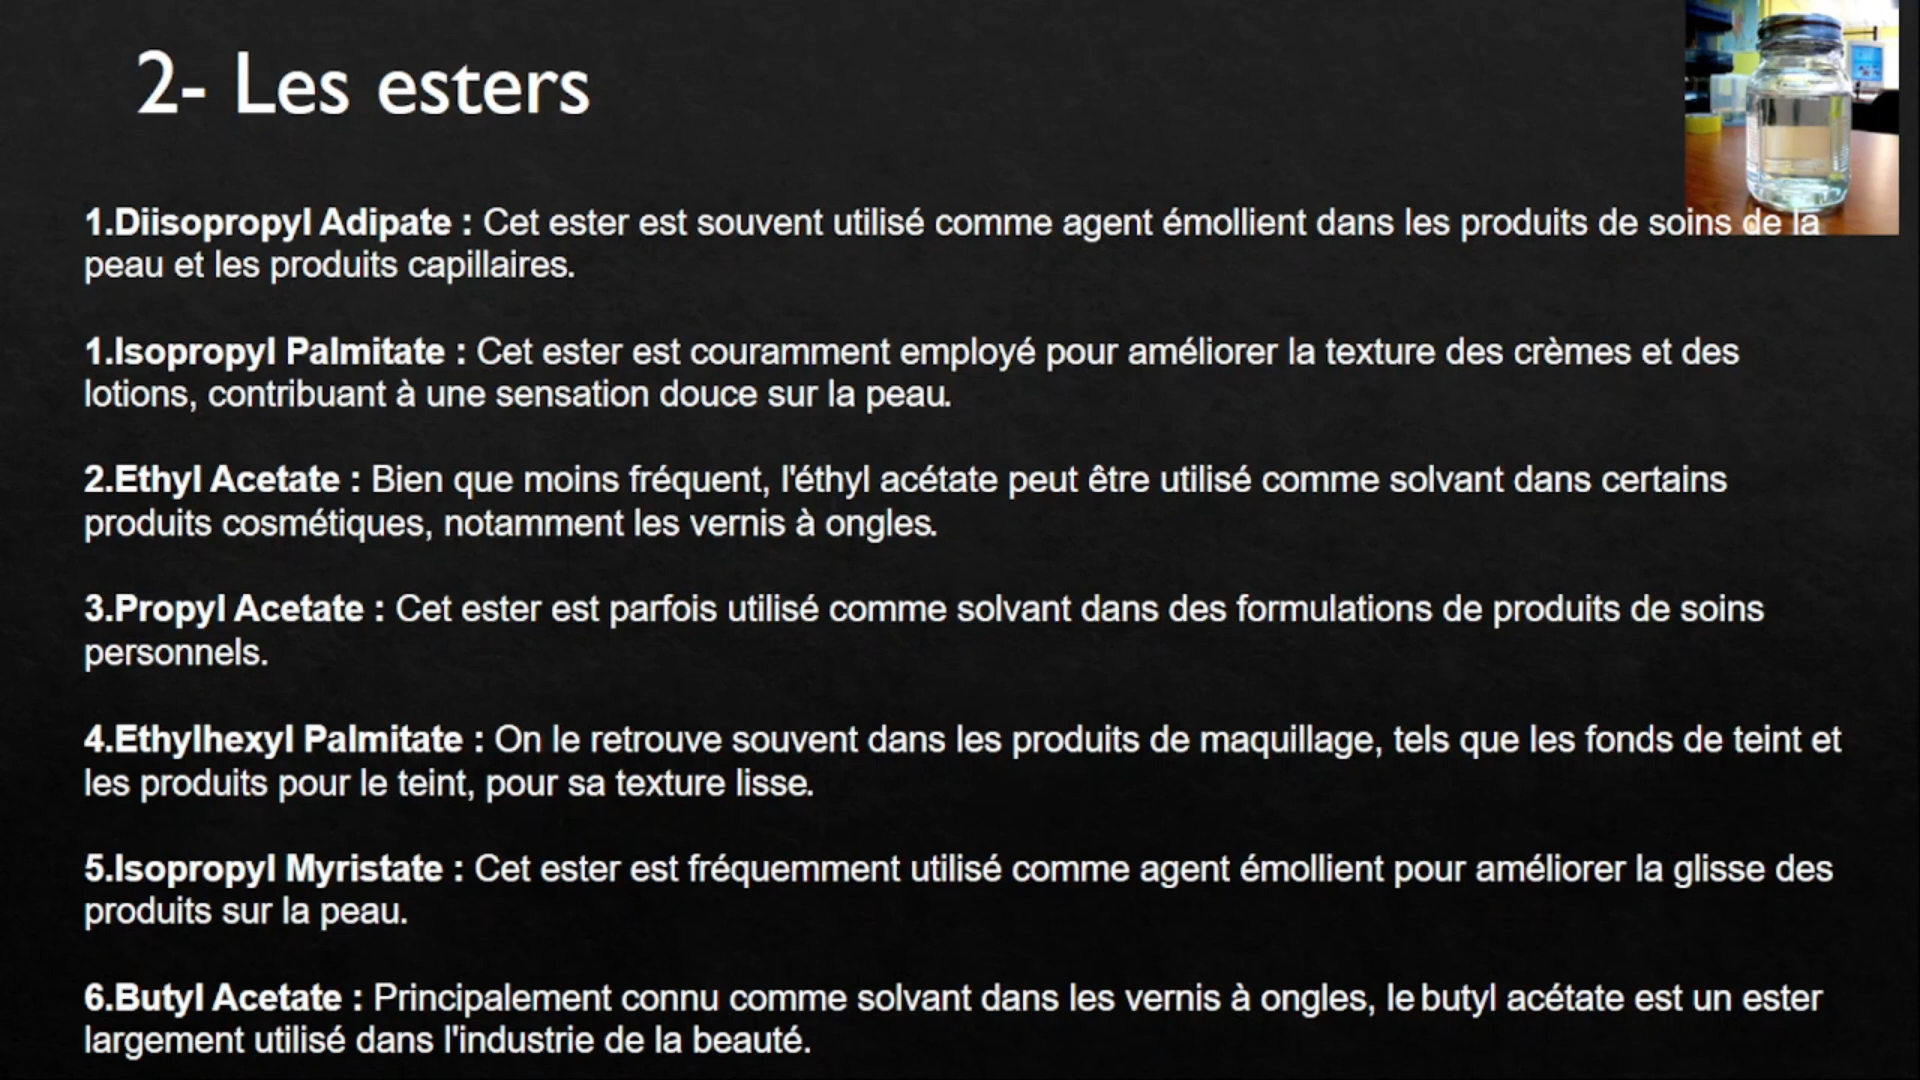 2- Les esters
1.Diisopropyl Adipate : Cet ester est souvent utilisé comme agent émollient dans les produits de soins de la
peau et les produits capillaires.
1.Isopropyl Palmitate : Cet ester est couramment employé pour améliorer la texture des crèmes et des
lotions, contribuant à une sensation douce sur la peau.
2.Ethyl Acetate : Bien que moins fréquent, l'éthyl acétate peut être utilisé comme solvant dans certains
produits cosmétiques, notamment les vernis à ongles.
3.Propyl Acetate : Cet ester est parfois utilisé comme solvant dans des formulations de produits de soins
personnels.
4.Ethylhexyl Palmitate : On le retrouve souvent dans les produits de maquillage, tels que les fonds de teint et
les produits pour le teint, pour sa texture lisse.
5.Isopropyl Myristate : Cet ester est fréquemment utilisé comme agent émollient pour améliorer la glisse des
produits sur la peau.
6.Butyl Acetate : Principalement connu comme solvant dans les vernis à ongles, le butyl acétate est un ester
largement utilisé dans l'industrie de la beauté.